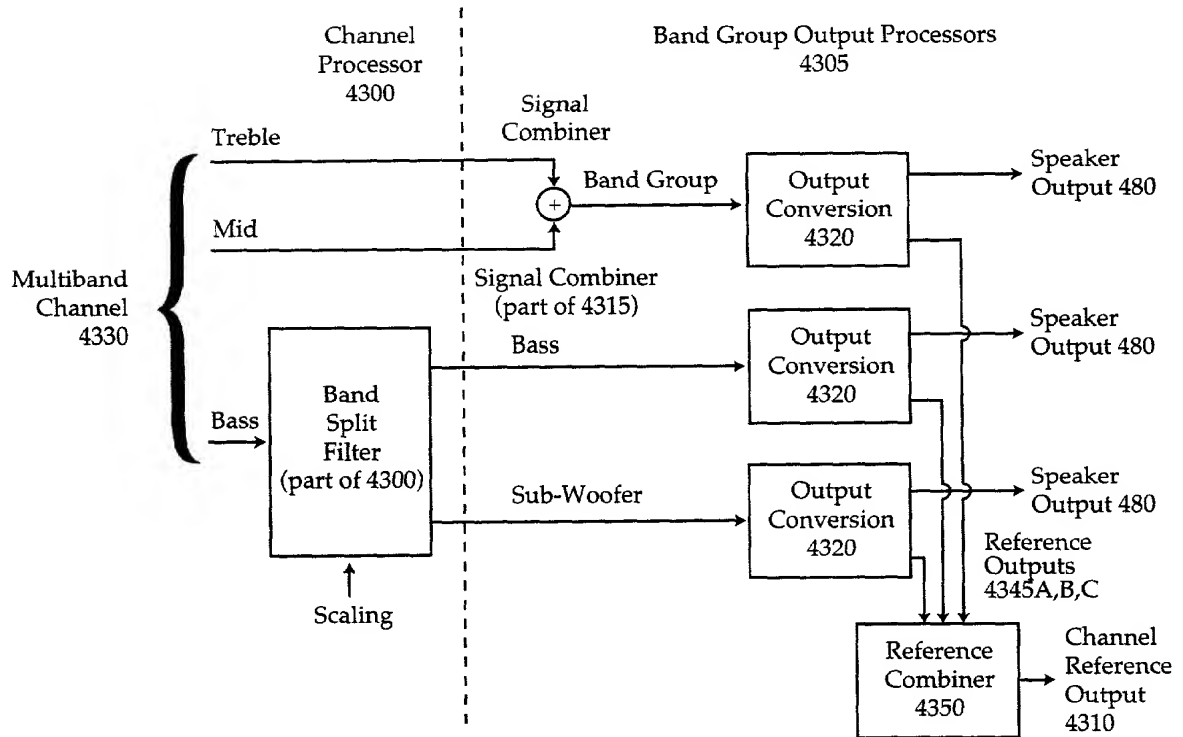 Channel
Processor
4300
Band Group Output Processors
4305
Signal
Combiner
Treble
Mid
Multiband
Channel
4330
+
Band Group
Output
Conversion
4320
Speaker
Output 480
Signal Combiner
(part of 4315)
Bass
Band
Split
Filter
(part of 4300)
Scaling
Bass
Output
Conversion
4320
Speaker
Output 480
Sub-Woofer
Output
Conversion
4320
Speaker
Output 480
Reference
Outputs
4345A,B,C
Reference
Combiner
4350
Channel
Reference
Output
4310